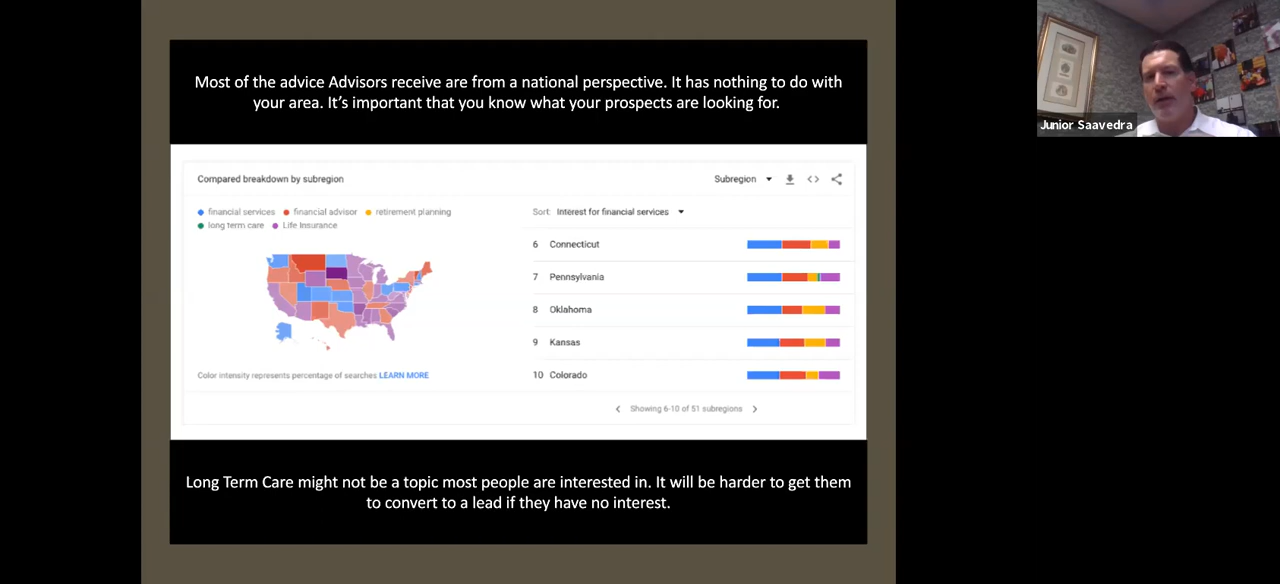 Most of the advice Advisors receive are from a national perspective. It has nothing to do with
your area. It's important that you know what your prospects are looking for.
Junior Saavedra
Compared breakdown by subregion
Subregion
financial services financial advisor retirement planning
long term care Life Insurance
Sort: Interest for financial services
6 Connecticut
7 Pennsylvania
8 Oklahoma
9 Kansas
10 Colorado
Color intensity represents percentage of searches LEARN MORE
Showing 6-10 of 51 subregions
Long Term Care might not be a topic most people are interested in. It will be harder to get them
to convert to a lead if they have no interest.